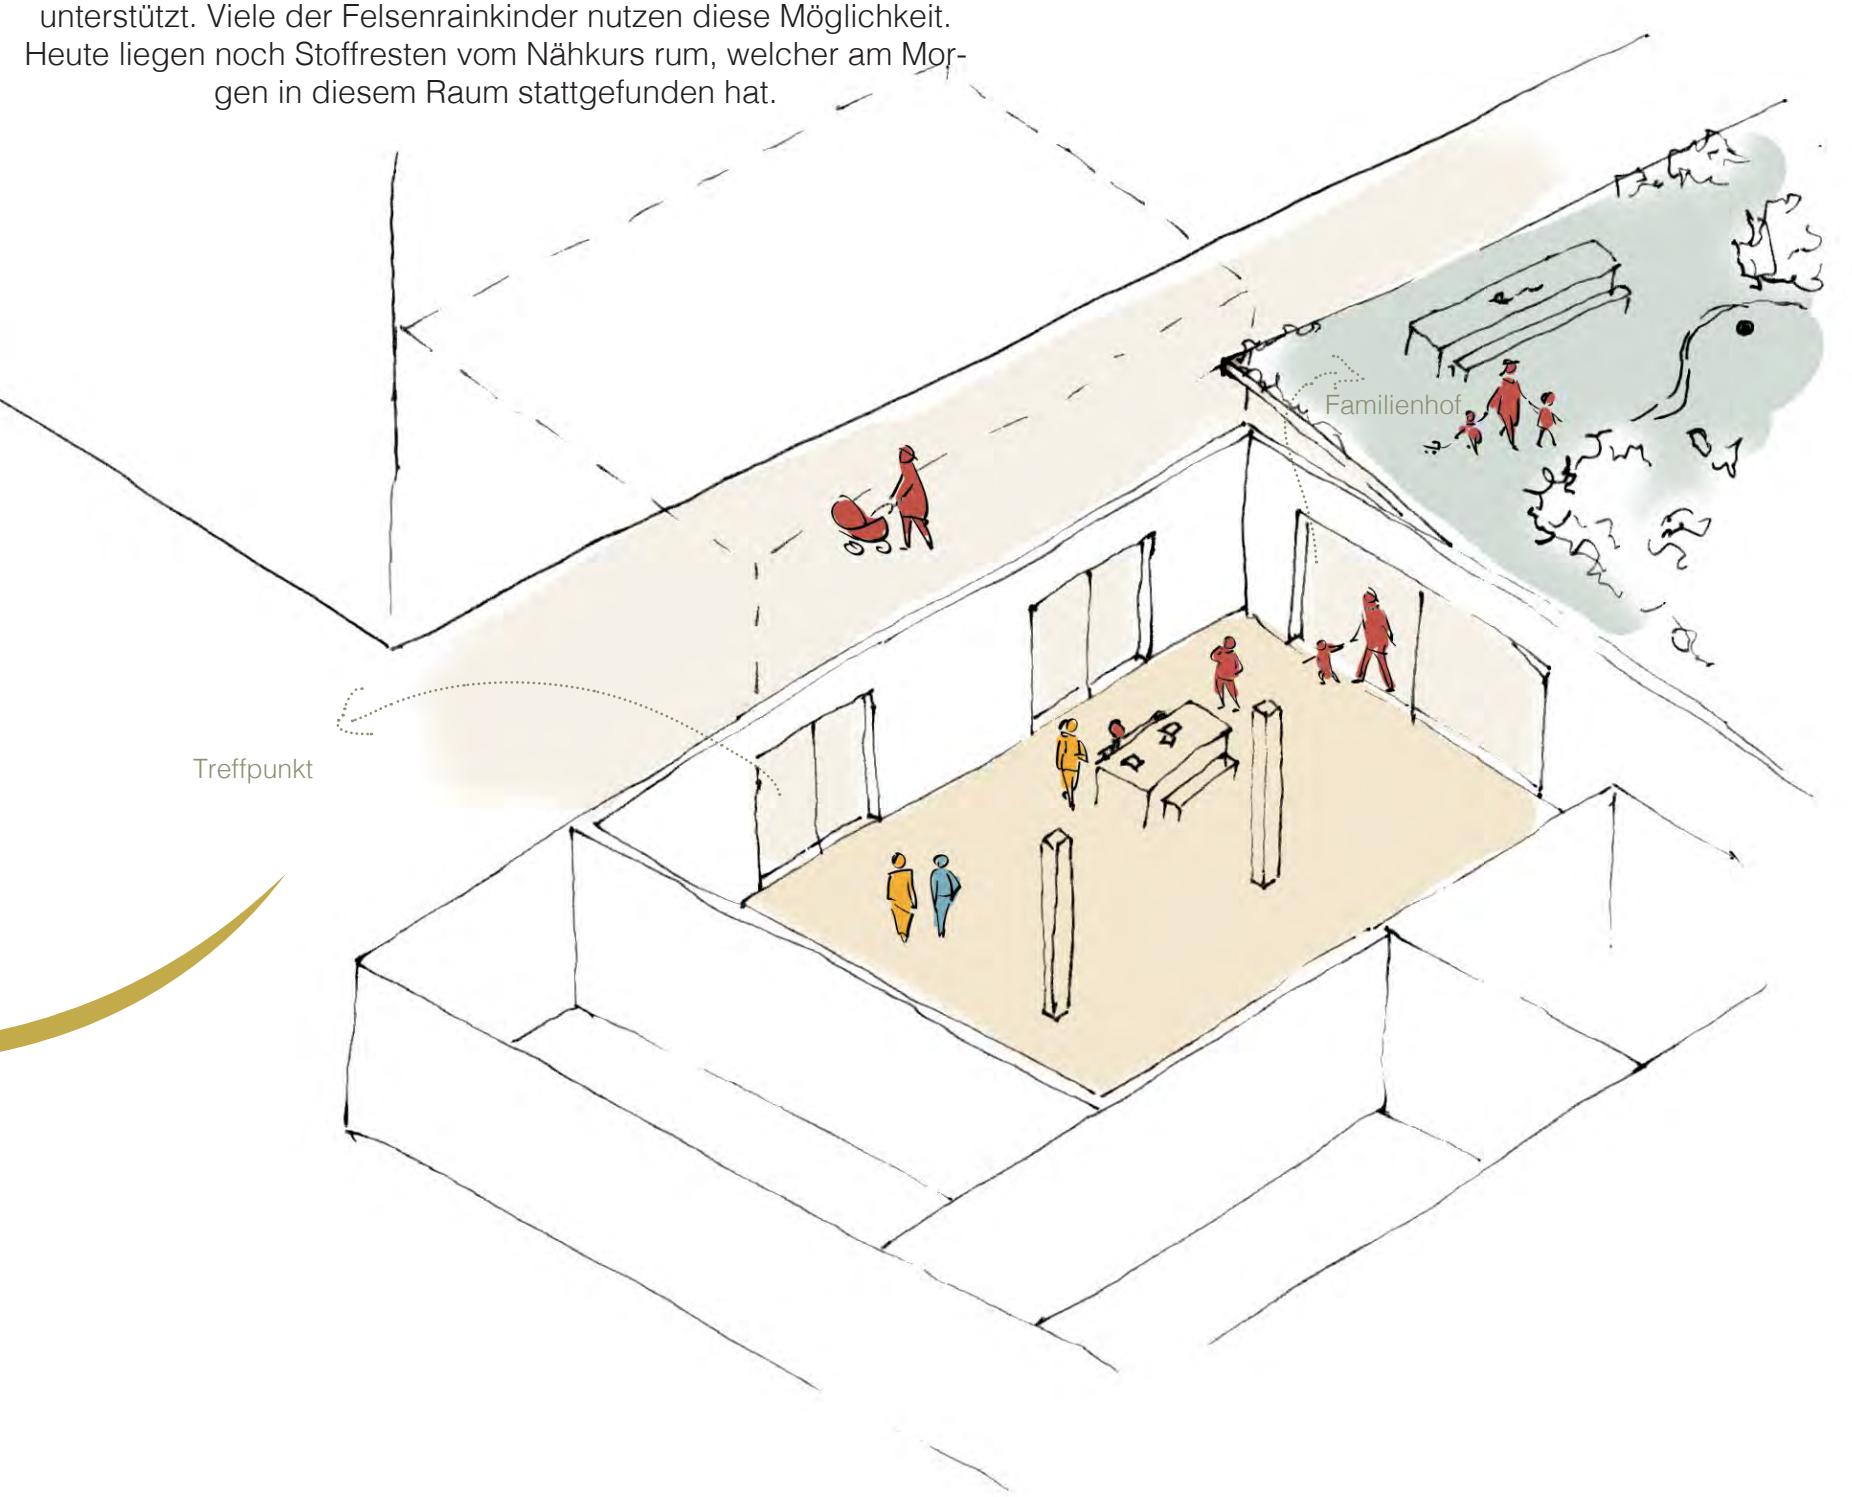 unterstützt. Viele der Felsenrainkinder nutzen diese Möglichkeit.
Heute liegen noch Stoffresten vom Nähkurs rum, welcher am Mor-
gen in diesem Raum stattgefunden hat.
Familienhof
Treffpunkt